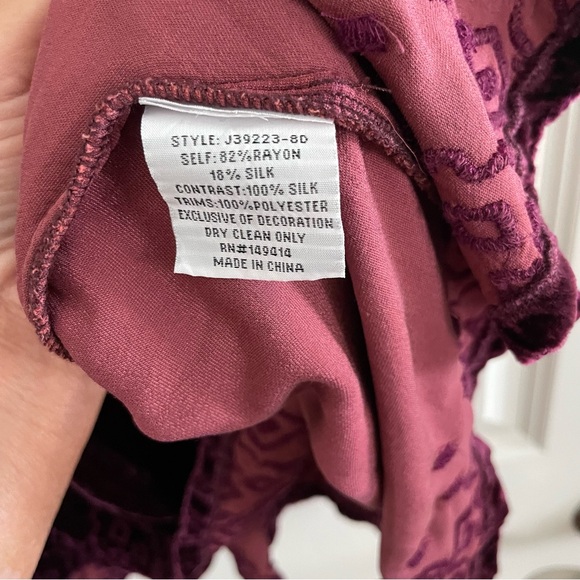 STYLE: J39223-8D
SELF: 82%RAYON
18% SILK
CONTRAST:100% SILK
TRIMS:100%POLYESTER
EXCLUSIVE OF DECORATION
DRY CLEAN ONLY
RN#149414
MADE IN CHINA